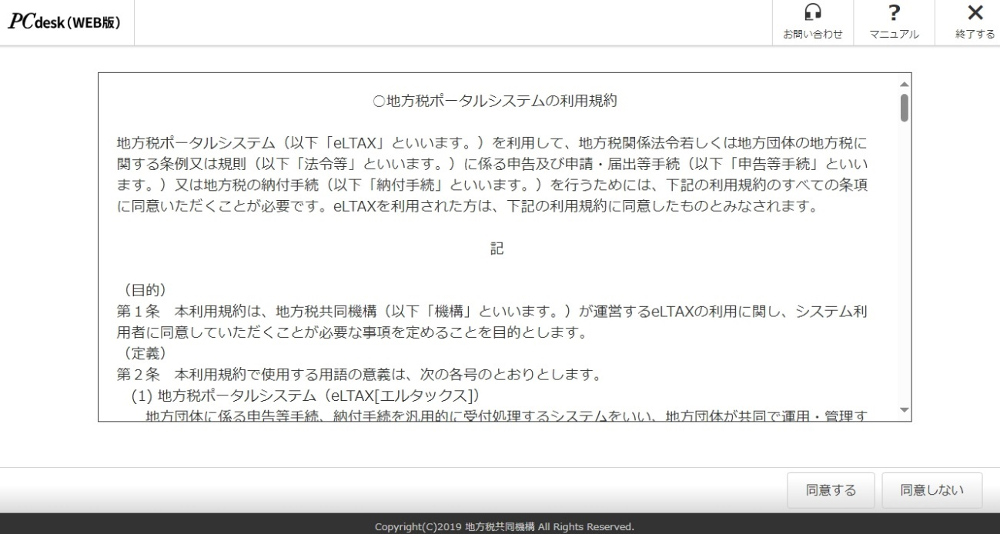 PCdesk(WEB版)
お問い合わせ
? マニュアル
終了する
○地方税ポータルシステムの利用規約
地方税ポータルシステム（以下「eLTAX」といいます。）を利用して、地方税関係法令若しくは地方団体の地方税に
関する条例又は規則（以下「法令等」といいます。）に係る申告及び申請・届出等手続（以下「申告等手続」といい
ます。）又は地方税の納付手続（以下「納付手続」といいます。）を行うためには、下記の利用規約のすべての条項
に同意いただくことが必要です。eLTAXを利用された方は、下記の利用規約に同意したものとみなされます。
記
（目的）
第１条　本利用規約は、地方税共同機構（以下「機構」といいます。）が運営するeLTAXの利用に関し、システム利
用者に同意していただくことが必要な事項を定めることを目的とします。
（定義）
第２条　本利用規約で使用する用語の意義は、次の各号のとおりとします。
(1) 地方税ポータルシステム（eLTAX[エルタックス]）
地方団体に係る申告等手続、納付手続を汎用的に受付処理するシステムをいい、地方団体が共同で運用・管理す
同意する
同意しない
Copyright(C)2019 地方税共同機構 All Rights Reserved.